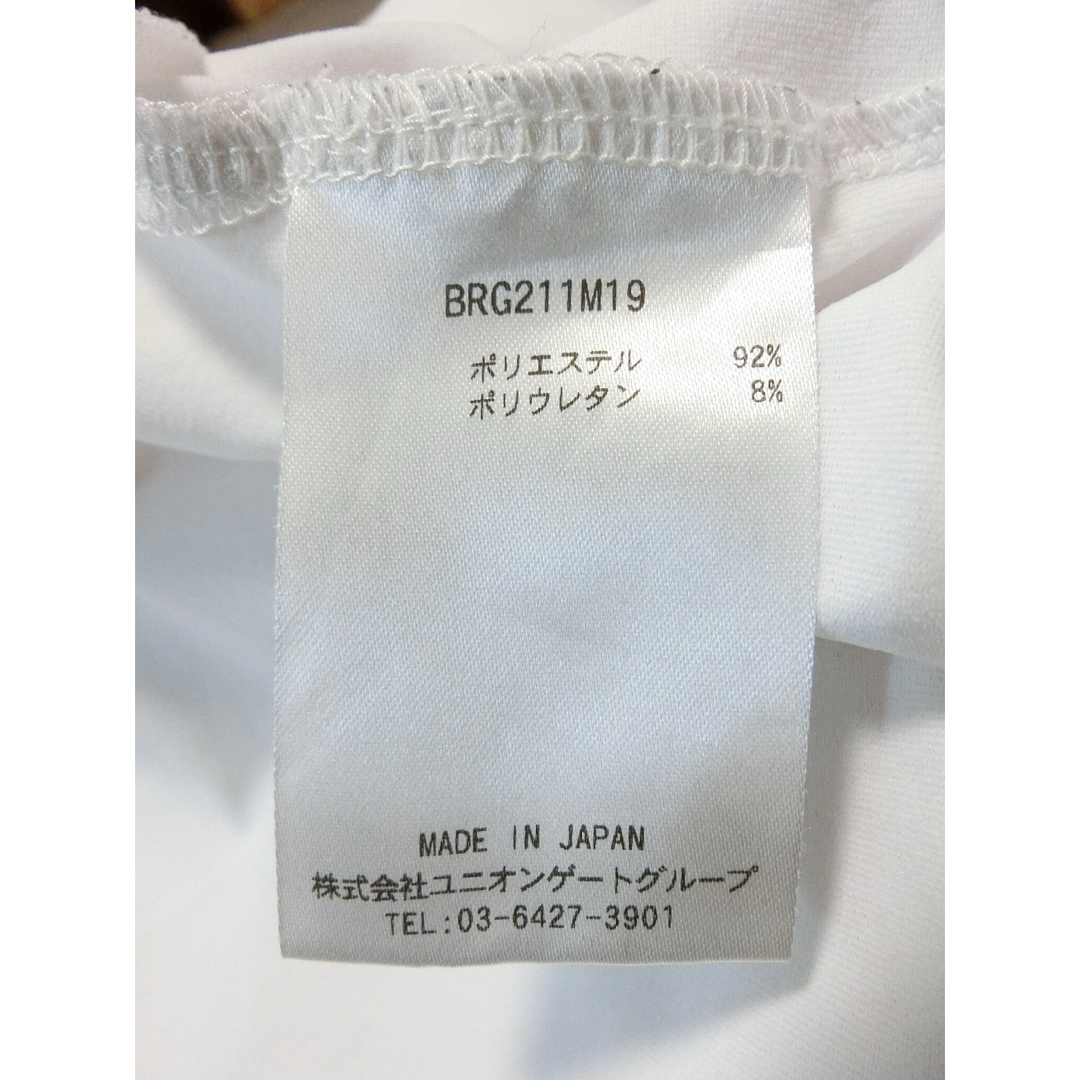 BRG211M19
ポリエステル 92%
ポリウレタン 8%
MADE IN JAPAN
株式会社ユニオンゲートグループ
TEL:03-6427-3901